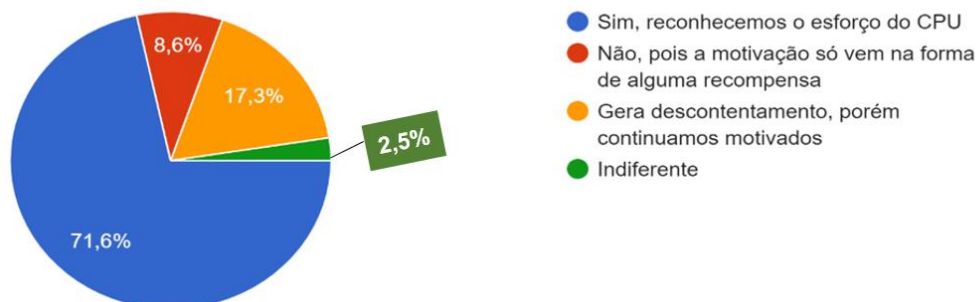 8,6%
17,3%
2,5%
71,6%
Sim, reconhecemos o esforço do CPU
Não, pois a motivação só vem na forma
de alguma recompensa
Gera descontentamento, porém
continuamos motivados
Indiferente